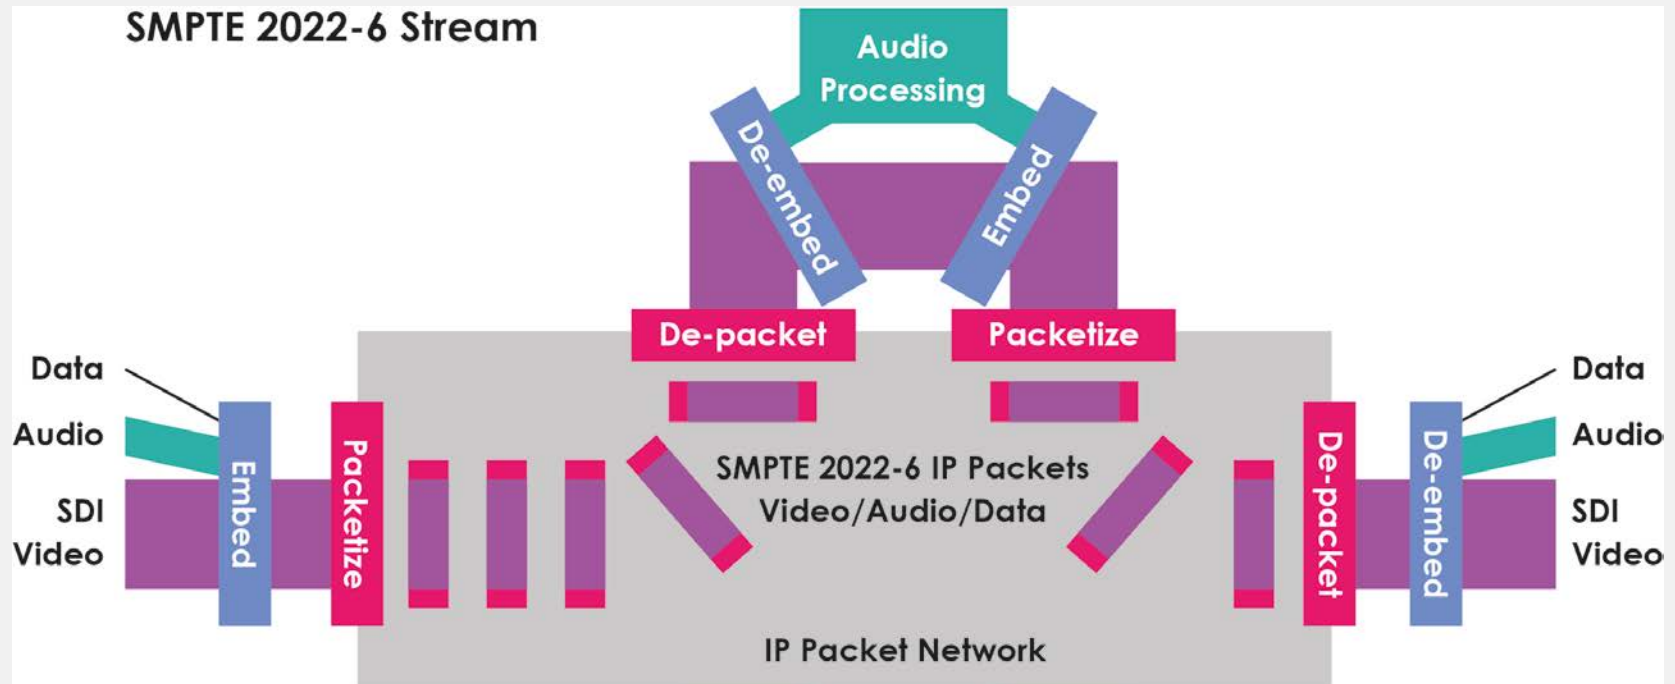 SMPTE 2022-6 Stream
Audio
Processing
De-embed
Embed
De-packet
Packetize
Data
Audio
SDI
Video
Embed
Packetize
SMPTE 2022-6 IP Packets
Video/Audio/Data
IP Packet Network
De-packet
De-embed
Data
Audio
SDI
Video